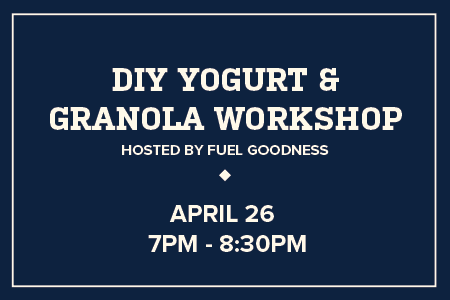 DIY YOGURT &
GRANOLA WORKSHOP
HOSTED BY FUEL GOODNESS
APRIL 26
7PM - 8:30PM